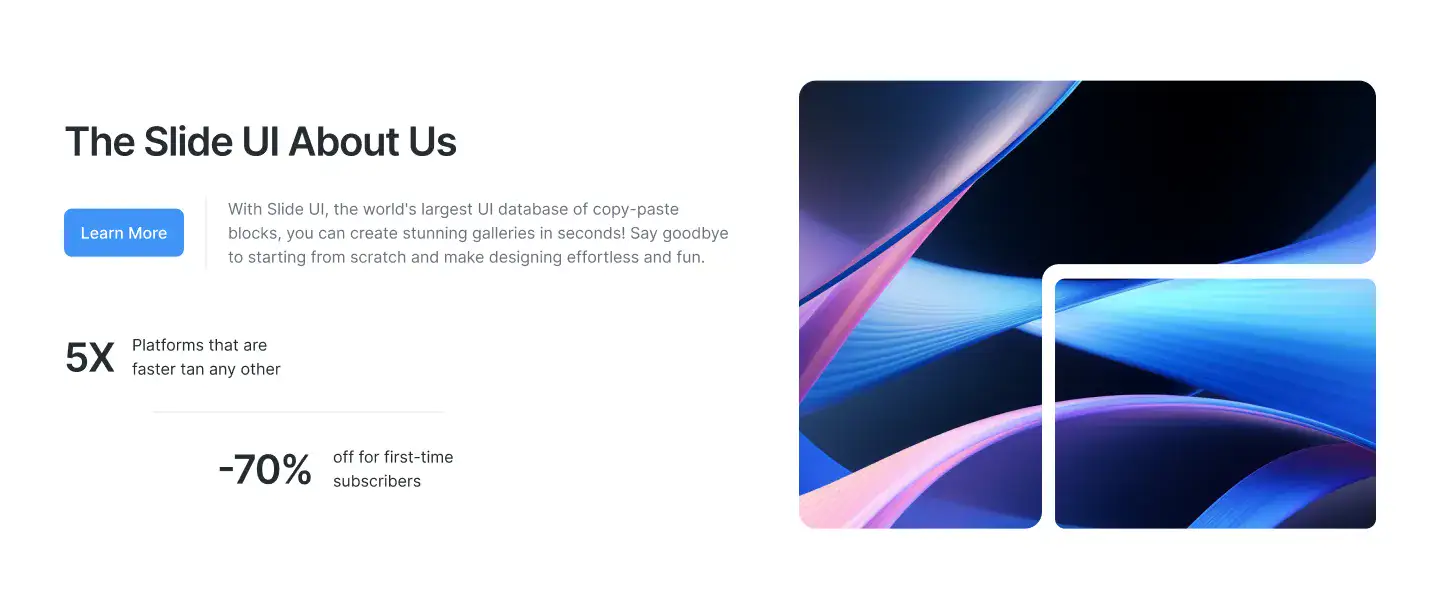 The Slide UI About Us
Learn More
With Slide UI, the world's largest UI database of copy-paste
blocks, you can create stunning galleries in seconds! Say goodbye
to starting from scratch and make designing effortless and fun.
5X
Platforms that are
faster tan any other
-70%
off for first-time
subscribers